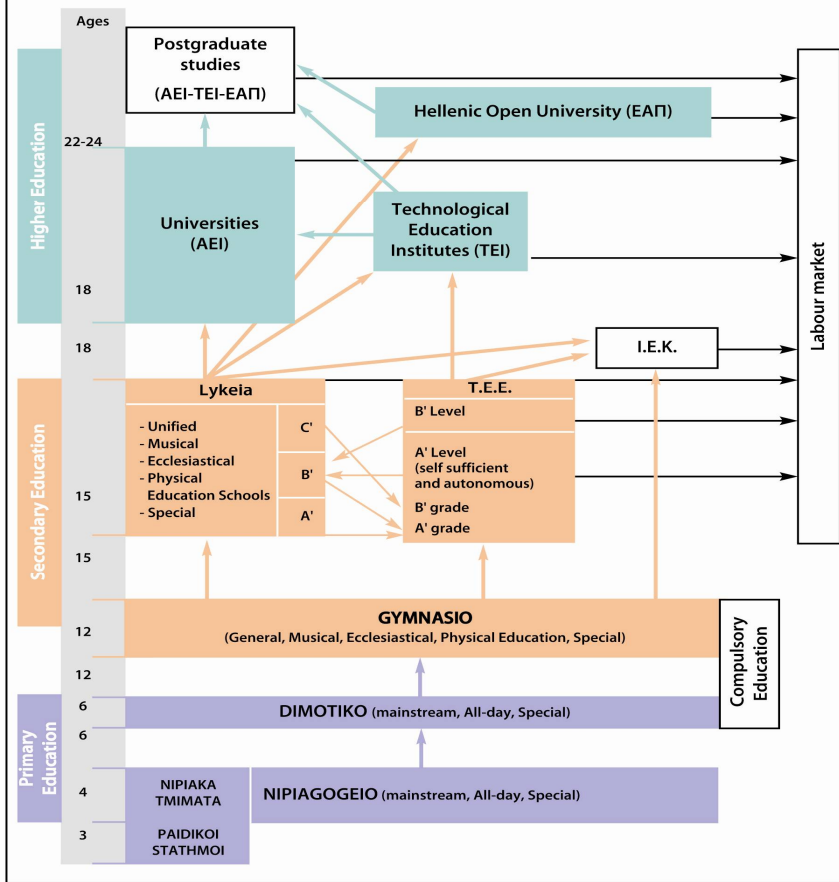 Ages
Postgraduate
studies
(ΑΕΙ-ΤΕΙ-ΕΑΠ)
Hellenic Open University (ΕΑΠ)
22-24
Higher Education
Universities
(AEI)
Technological
Education
Institutes (TEI)
18
Labour market
18
I.E.K.
Lykeia
T.E.E.
- Unified
- Musical
- Ecclesiastical
- Physical
Education Schools
- Special
C'
B'
A'
B' Level
A' Level
(self sufficient
and autonomous)
B' grade
A' grade
Secondary Education
15
15
GYMNASIO
(General, Musical, Ecclesiastical, Physical Education, Special)
12
Compulsory
Education
12
6
DIMOTIKO (mainstream, All-day, Special)
6
Primary
Education
4
NIPIAKA
TMIMATA
NIPIAGOGEIO (mainstream, All-day, Special)
3
PAIDIKOI
STATHMOI